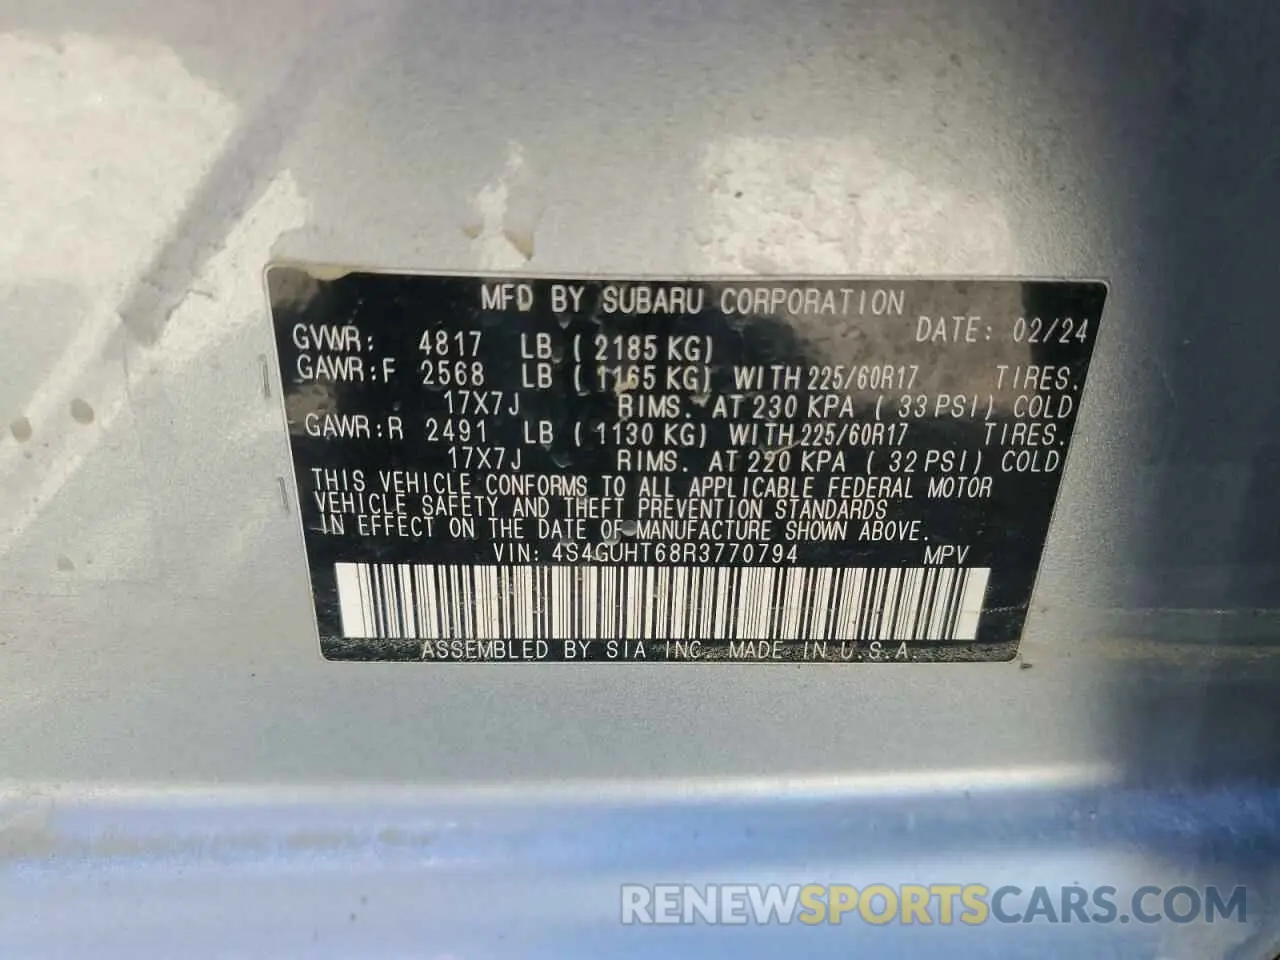 MFD BY SUBARU CORPORATION
DATE: 02/24
GVWR: 4817 LB ( 2185 KG)
GAWR:F 2568 LB ( 1165 KG) WITH 225/60R17 TIRES.
17X7J RIMS. AT 230 KPA ( 33 PSI) COLD
GAWR:R 2491 LB ( 1130 KG) WITH 225/60R17 TIRES.
17X7J RIMS. AT 220 KPA ( 32 PSI) COLD
THIS VEHICLE CONFORMS TO ALL APPLICABLE FEDERAL MOTOR
VEHICLE SAFETY AND THEFT PREVENTION STANDARDS
IN EFFECT ON THE DATE OF MANUFACTURE SHOWN ABOVE.
VIN: 4S4GUHT68R3770794 MPV
ASSEMBLED BY SIA INC. MADE IN U.S.A.
RENEWSPORTSCARS.COM